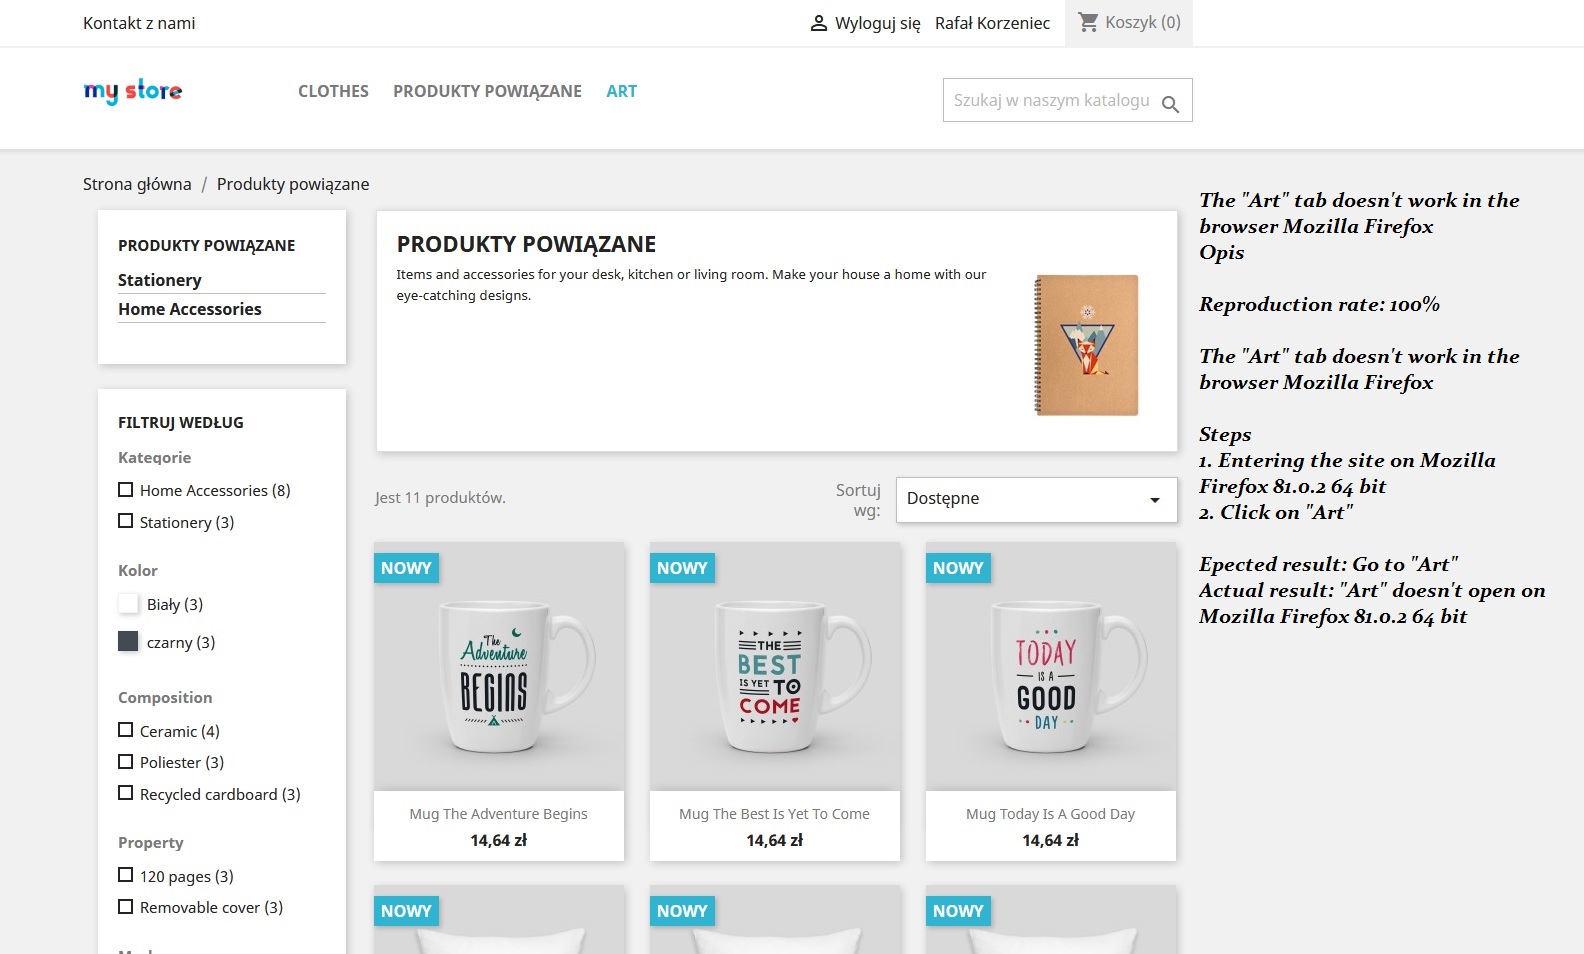 Kontakt z nami
Wyloguj się Rafał Korzeniec Koszyk (0)
my store
CLOTHES PRODUKTY POWIĄZANE ART
Szukaj w naszym katalogu
Strona główna / Produkty powiązane
PRODUKTY POWIĄZANE
Stationery
Home Accessories
FILTRUJ WEDŁUG
Kategorie
Home Accessories (8)
Stationery (3)
Kolor
Biały (3)
czarny (3)
Composition
Ceramic (4)
Poliester (3)
Recycled cardboard (3)
Property
120 pages (3)
Removable cover (3)
PRODUKTY POWIĄZANE
Items and accessories for your desk, kitchen or living room. Make your house a home with our
eye-catching designs.
Jest 11 produktów.
Sortuj
wg:
Dostępne
NOWY
The
Adventure
BEGINS
Mug The Adventure Begins
14,64 zł
NOWY
THE
BEST
IS YET TO
COME
Mug The Best Is Yet To Come
14,64 zł
NOWY
TODAY
IS A
GOOD
DAY
Mug Today Is A Good Day
14,64 zł
NOWY
NOWY
NOWY
The "Art" tab doesn't work in the
browser Mozilla Firefox
Opis
Reproduction rate: 100%
The "Art" tab doesn't work in the
browser Mozilla Firefox
Steps
1. Entering the site on Mozilla
Firefox 81.0.2 64 bit
2. Click on "Art"
Epected result: Go to "Art"
Actual result: "Art" doesn't open on
Mozilla Firefox 81.0.2 64 bit